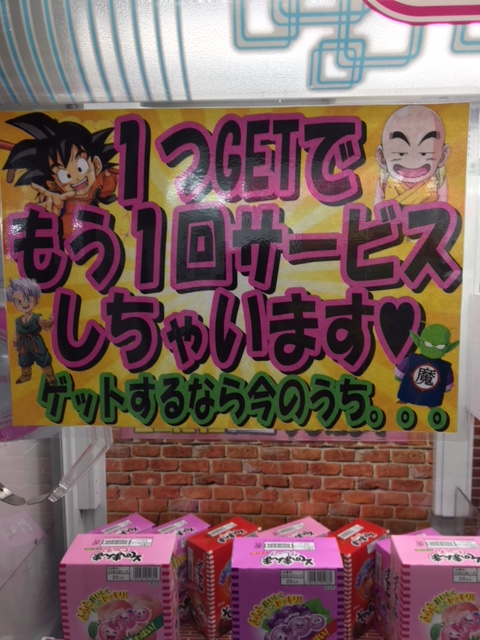 1つGETで
もう1回サービス
しちゃいます♥
ゲットするなら今のうち。。。
魔